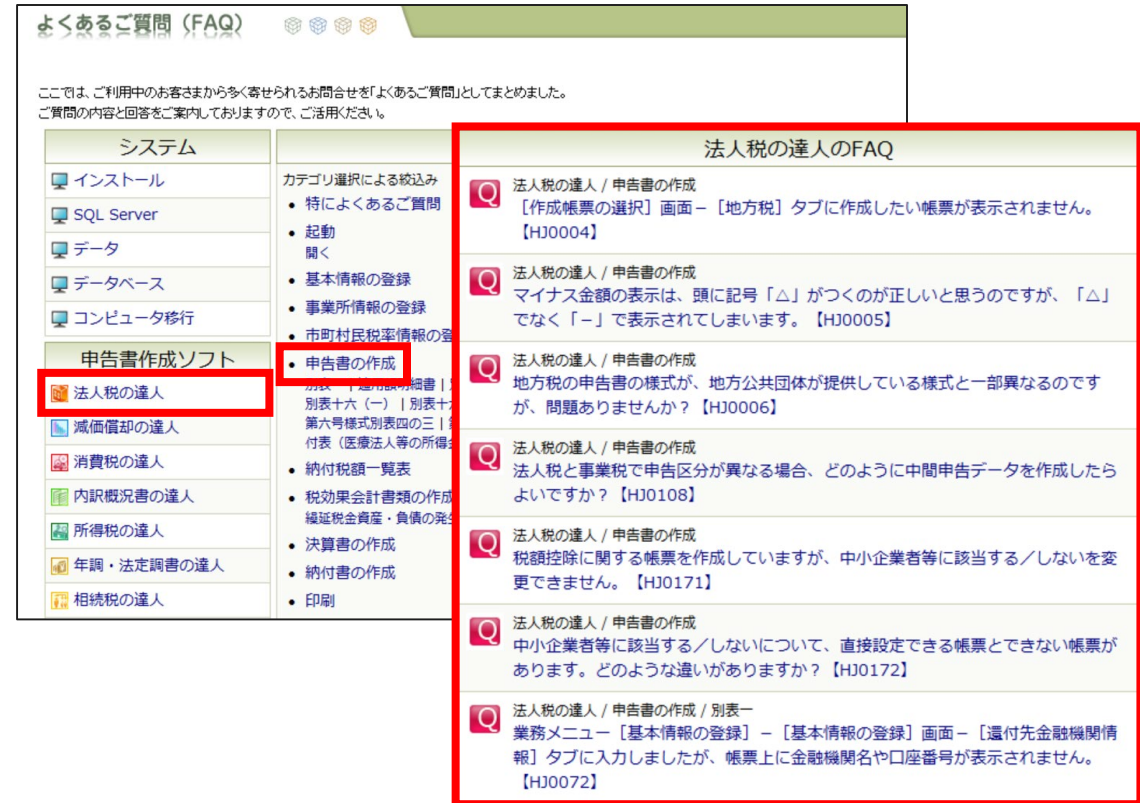 よくあるご質問（FAQ）
ここでは、ご利用中のお客さまから多く寄せられるお問合せを「よくあるご質問」としてまとめました。
ご質問の内容と回答をご案内しておりますので、ご活用ください。
システム
インストール
SQL Server
データ
データベース
コンピュータ移行
申告書作成ソフト
法人税の達人
減価償却の達人
消費税の達人
内訳概況書の達人
所得税の達人
年調・法定調書の達人
相続税の達人
カテゴリ選択による絞込み
• 特によくあるご質問
• 起動
開く
• 基本情報の登録
• 事業所情報の登録
• 市町村民税率情報の登
• 申告書の作成
別表一 | 適用額明細書 |
別表十六（一） | 別表十
第六号様式別表四の三 |
付表（医療法人等の所得
• 納付税額一覧表
• 税効果会計書類の作成
繰延税金資産・負債の発
• 決算書の作成
• 納付書の作成
• 印刷
法人税の達人のFAQ
Q
法人税の達人 / 申告書の作成
［作成帳票の選択］画面－［地方税］タブに作成したい帳票が表示されません。
【HJ0004】
Q
法人税の達人 / 申告書の作成
マイナス金額の表示は、頭に記号「△」がつくのが正しいと思うのですが、「△」
でなく「－」で表示されてしまいます。【HJ0005】
Q
法人税の達人 / 申告書の作成
地方税の申告書の様式が、地方公共団体が提供している様式と一部異なるのです
が、問題ありませんか？【HJ0006】
Q
法人税の達人 / 申告書の作成
法人税と事業税で申告区分が異なる場合、どのように中間申告データを作成したら
よいですか？【HJ0108】
Q
法人税の達人 / 申告書の作成
税額控除に関する帳票を作成していますが、中小企業者等に該当する／しないを変
更できません。【HJ0171】
Q
法人税の達人 / 申告書の作成
中小企業者等に該当する／しないについて、直接設定できる帳票とできない帳票が
あります。どのような違いがありますか？【HJ0172】
Q
法人税の達人 / 申告書の作成 / 別表一
業務メニュー［基本情報の登録］－［基本情報の登録］画面－［還付先金融機関情
報］タブに入力しましたが、帳票上に金融機関名や口座番号が表示されません。
【HJ0072】